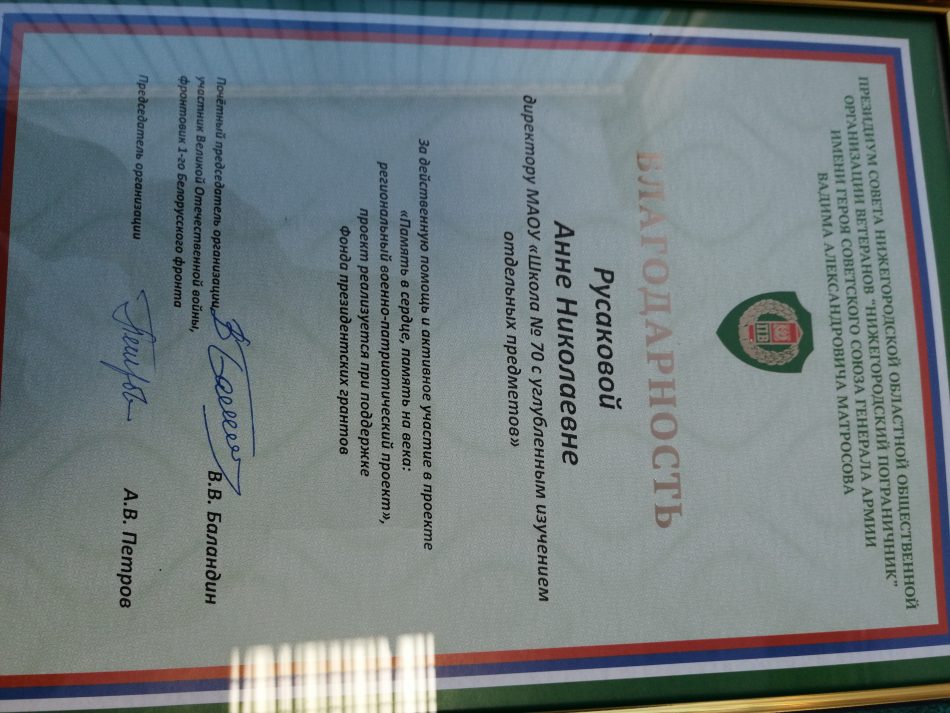 ПРЕЗИДИУМ СОВЕТА НИЖЕГОРОДСКОЙ ОБЛАСТНОЙ ОБЩЕСТВЕННОЙ
ОРГАНИЗАЦИИ ВЕТЕРАНОВ "НИЖЕГОРОДСКИЙ ПОГРАНИЧНИК"
ИМЕНИ ГЕРОЯ СОВЕТСКОГО СОЮЗА ГЕНЕРАЛА АРМИИ
ВАДИМА АЛЕКСАНДРОВИЧА МАТРОСОВА
ПВ
БЛАГОДАРНОСТЬ
Русаковой
Анне Николаевне
директору МАОУ «Школа № 70 с углубленным изучением
отдельных предметов»
За действенную помощь и активное участие в проекте
«Память в сердце, память на века:
региональный военно-патриотический проект»,
проект реализуется при поддержке
Фонда президентских грантов
Почётный председатель организации,
участник Великой Отечественной войны,
фронтовик 1-го Белорусского фронта
В.В. Баландин
Председатель организации
А.В. Петров